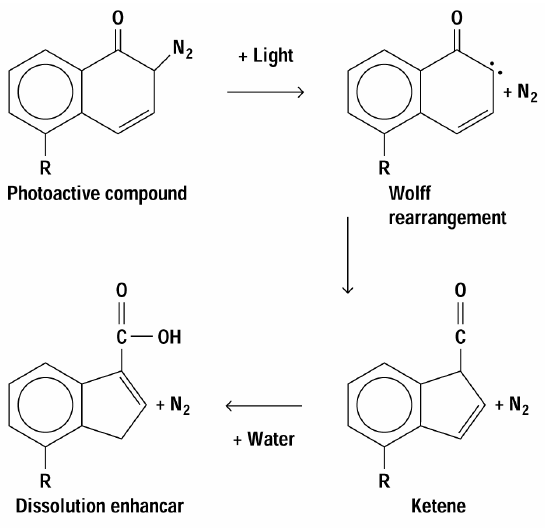 O
N2
+ Light
R
Photoactive compound
O
+ N2
R
Wolff
rearrangement
O
C — OH
+ N2
R
Dissolution enhancar
+ Water
O
C
+ N2
R
Ketene